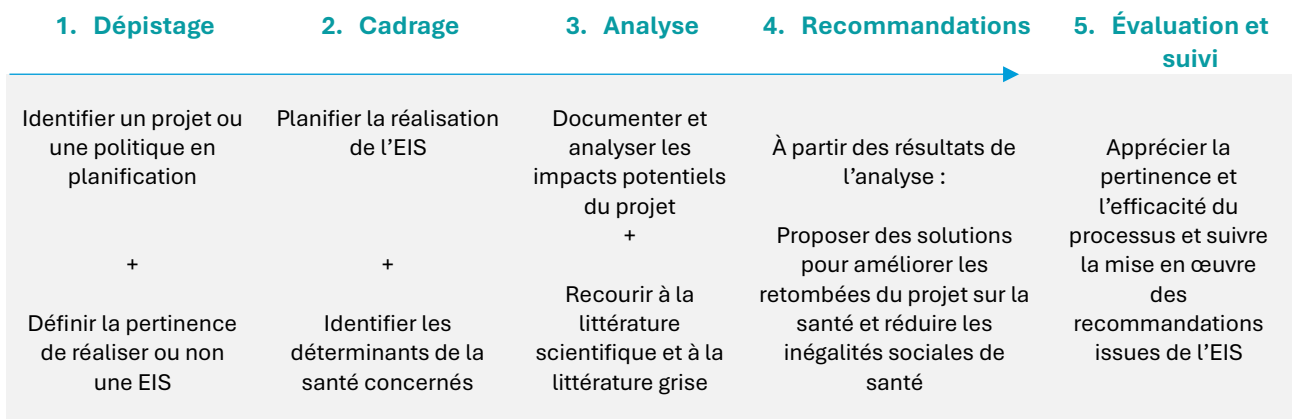 1. Dépistage
2. Cadrage
3. Analyse
4. Recommandations
5. Évaluation et
suivi
Identifier un projet ou
une politique en
planification
+
Définir la pertinence
de réaliser ou non
une EIS
Planifier la réalisation
de l’EIS
+
Identifier les
déterminants de la
santé concernés
Documenter et
analyser les
impacts potentiels
du projet
+
Recourir à la
littérature
scientifique et à la
littérature grise
À partir des résultats de
l’analyse :
Proposer des solutions
pour améliorer les
retombées du projet sur la
santé et réduire les
inégalités sociales de
santé
Apprécier la
pertinence et
l’efficacité du
processus et suivre
la mise en œuvre
des
recommandations
issues de l’EIS